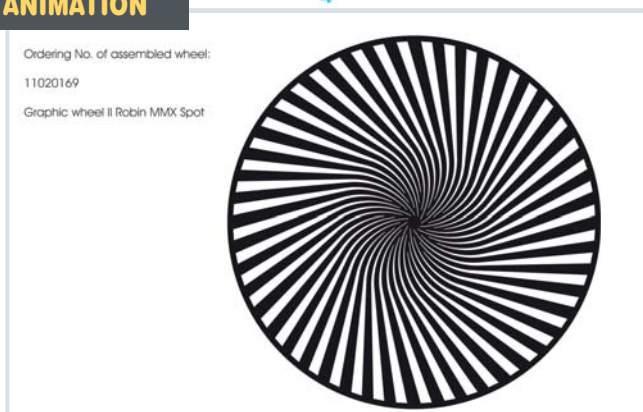 ANIMATION
Ordering No. of assembled wheel:
11020169
Graphic wheel II Robin MMX Spot